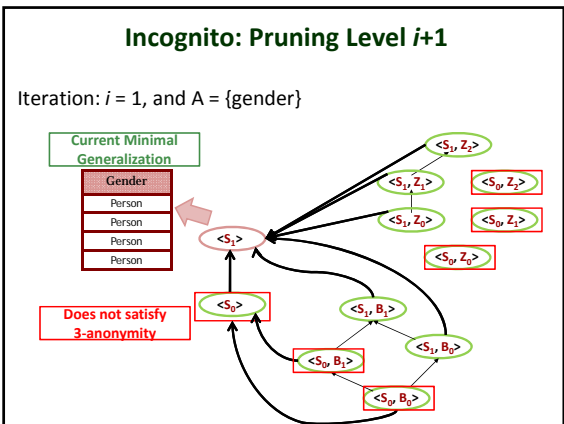 Incognito: Pruning Level i+1
Iteration: i = 1, and A = {gender}
Current Minimal
Generalization
Gender
Person
Person
Person
Person
<S1>
<S0>
Does not satisfy
3-anonymity
<S1, Z2>
<S1, Z1>
<S0, Z2>
<S1, Z0>
<S0, Z1>
<S0, Z0>
<S1, B1>
<S1, B0>
<S0, B1>
<S0, B0>